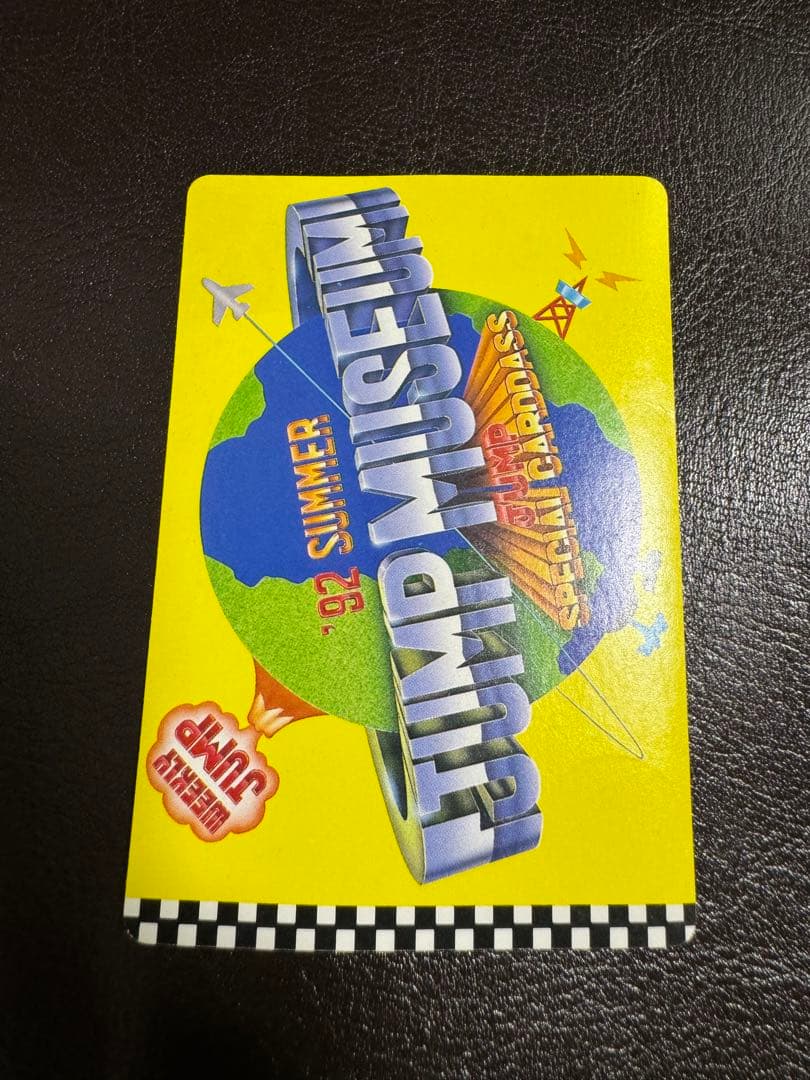 '92 SUMMER
JUMP MUSEUM
JUMP
SPECIAL CARDDASS
WEEKLY
JUMP